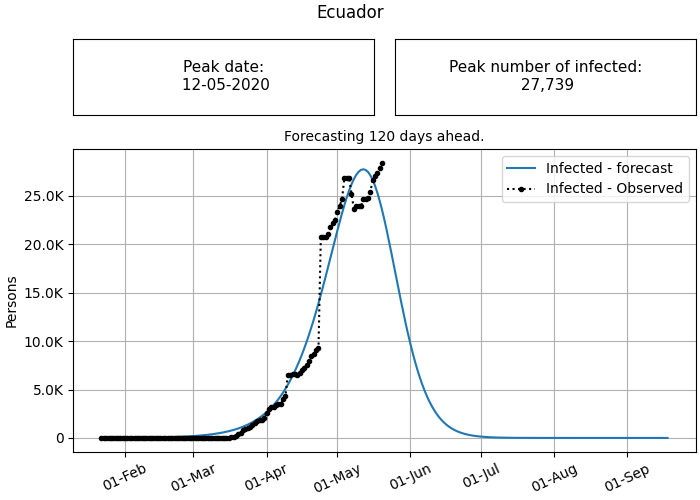 Ecuador
Peak date:
12-05-2020
Peak number of infected:
27,739
Forecasting 120 days ahead.
Infected - forecast
Infected - Observed
Persons
25.0K
20.0K
15.0K
10.0K
5.0K
0
01-Feb
01-Mar
01-Apr
01-May
01-Jun
01-Jul
01-Aug
01-Sep